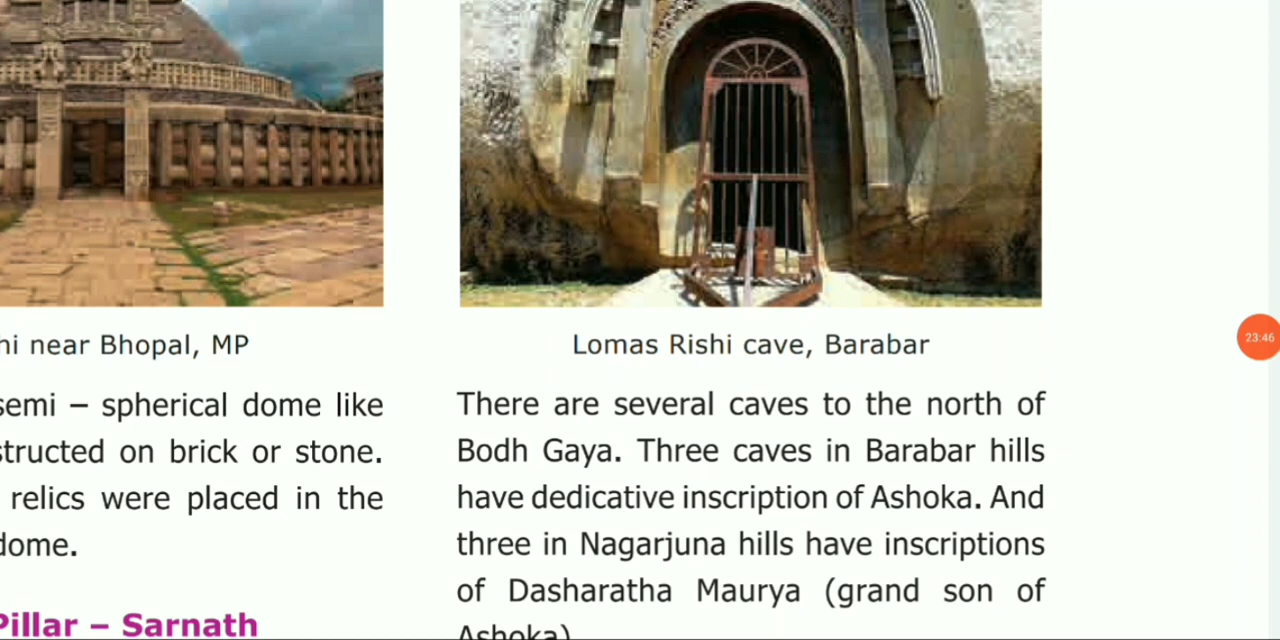 hi near Bhopal, MP
semi – spherical dome like
structed on brick or stone.
relics were placed in the
dome.
Pillar – Sarnath
Lomas Rishi cave, Barabar
There are several caves to the north of
Bodh Gaya. Three caves in Barabar hills
have dedicative inscription of Ashoka. And
three in Nagarjuna hills have inscriptions
of Dasharatha Maurya (grand son of
Ashoka)
23:46